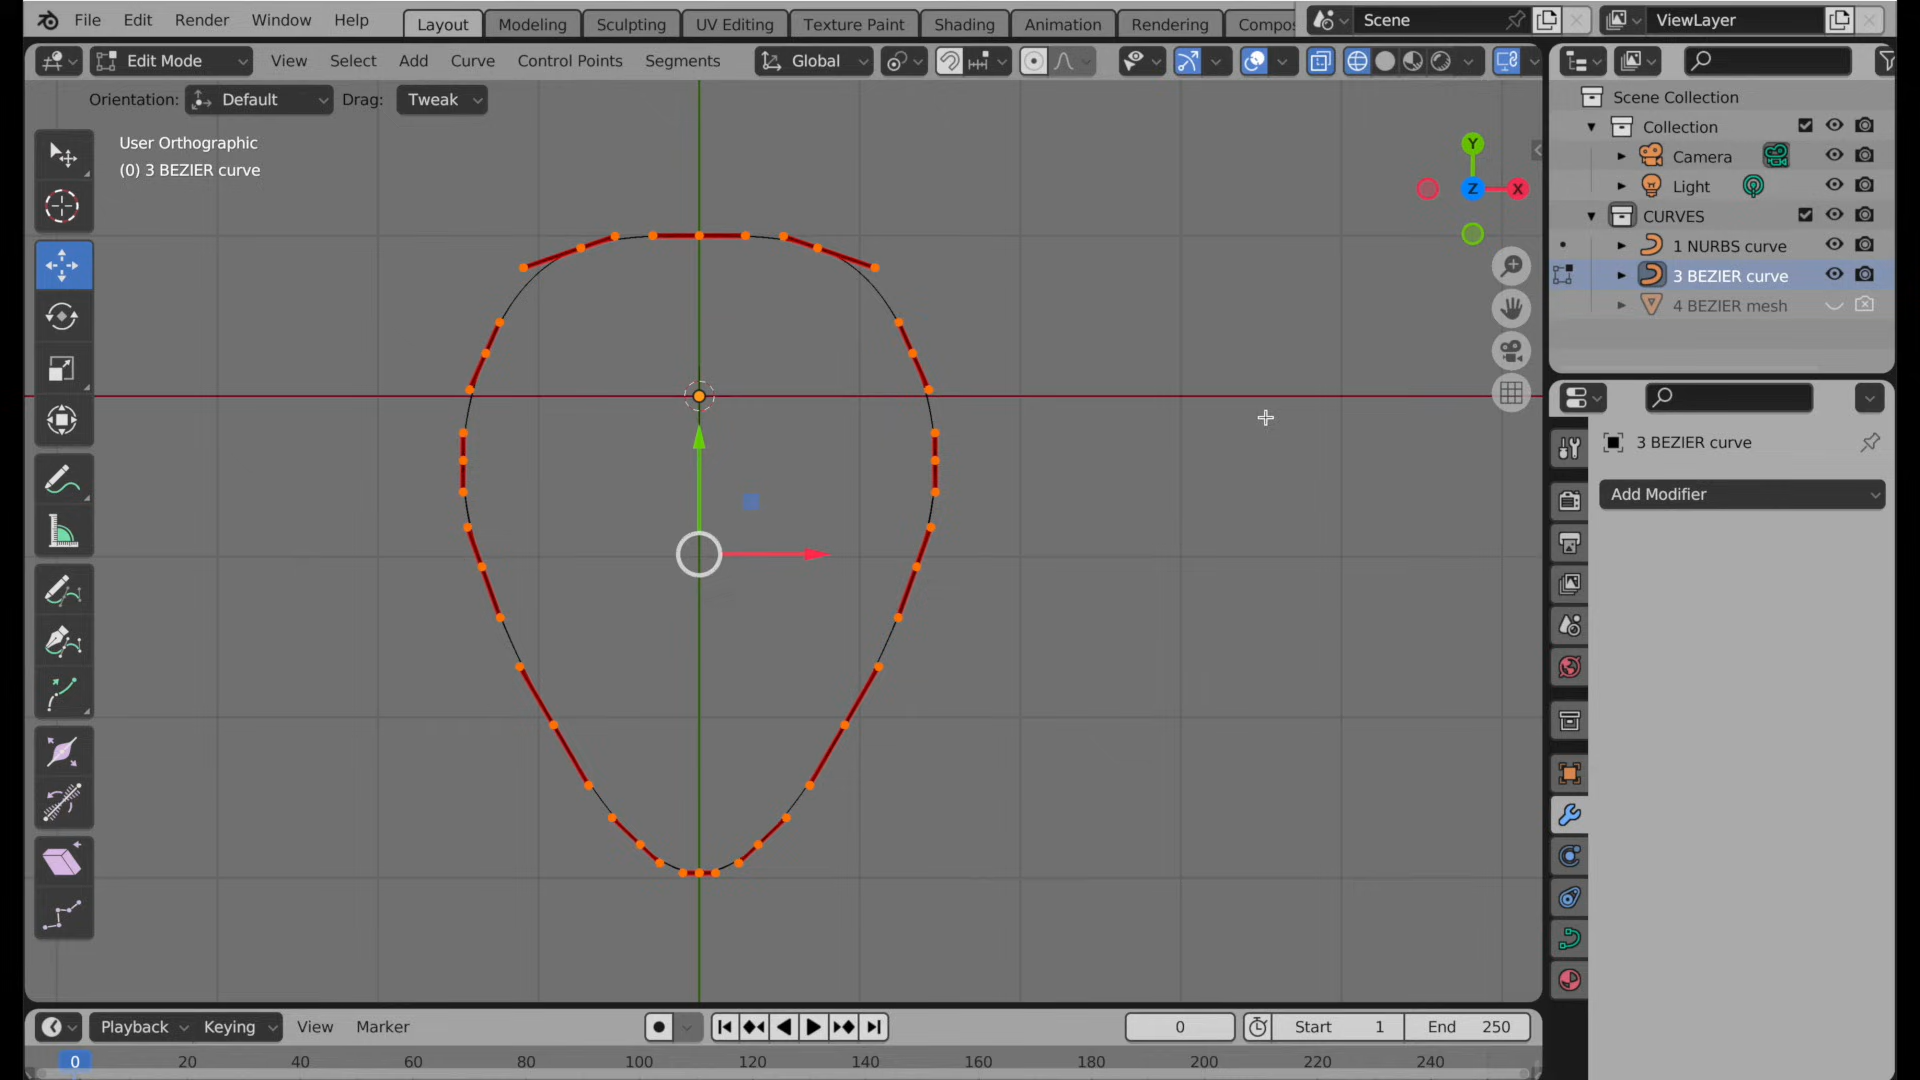 File Edit Render Window Help Layout Modeling Sculpting UV Editing Texture Paint Shading Animation Rendering Compos Scene ViewLayer
Edit Mode View Select Add Curve Control Points Segments Global
Orientation: Default Drag: Tweak
User Orthographic
(0) 3 BEZIER curve
Y
Z
X
Scene Collection
Collection
Camera
Light
CURVES
1 NURBS curve
3 BEZIER curve
4 BEZIER mesh
3 BEZIER curve
Add Modifier
Playback Keying View Marker 0 Start 1 End 250
0 20 40 60 80 100 120 140 160 180 200 220 240